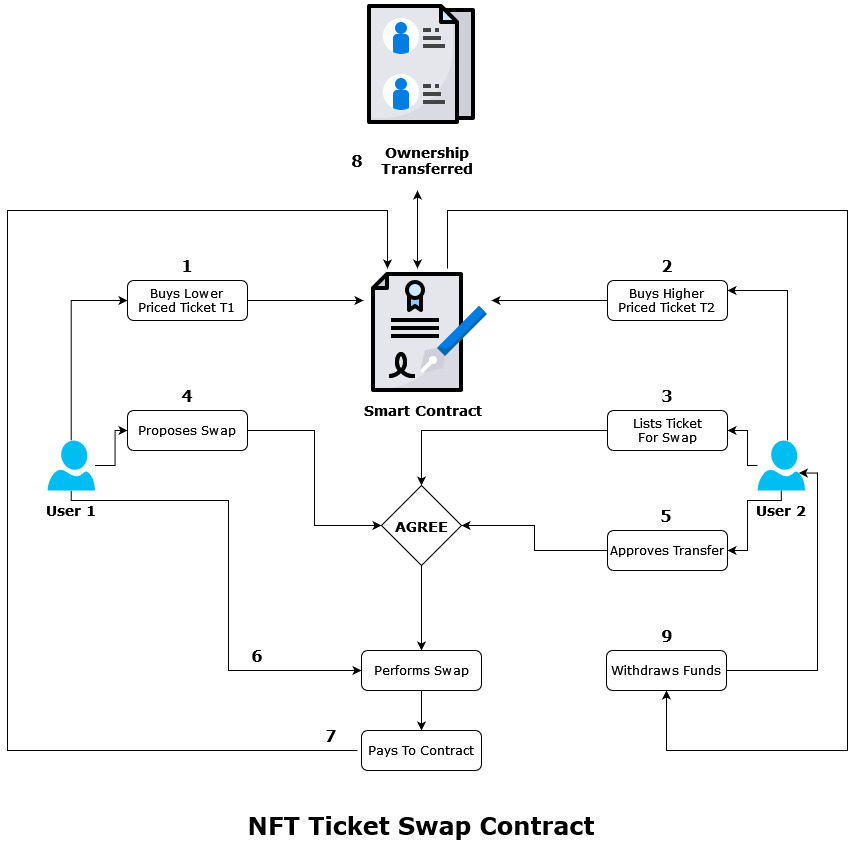 8
Ownership
Transferred
1
Buys Lower
Priced Ticket T1
2
Buys Higher
Priced Ticket T2
Smart Contract
4
Proposes Swap
3
Lists Ticket
For Swap
User 1
User 2
AGREE
5
Approves Transfer
6
Performs Swap
9
Withdraws Funds
7
Pays To Contract
NFT Ticket Swap Contract